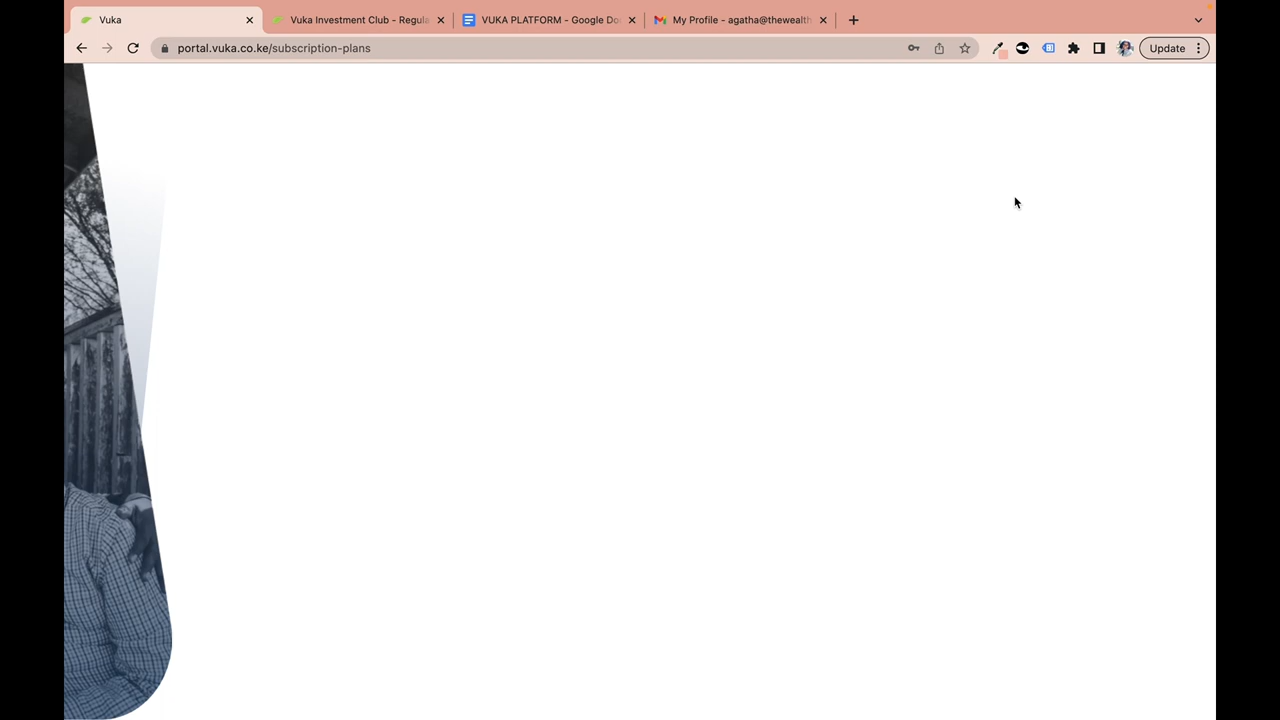 Vuka
Vuka Investment Club - Regula
VUKA PLATFORM - Google Do
My Profile - agatha@thewealth
portal.vuka.co.ke/subscription-plans
Update